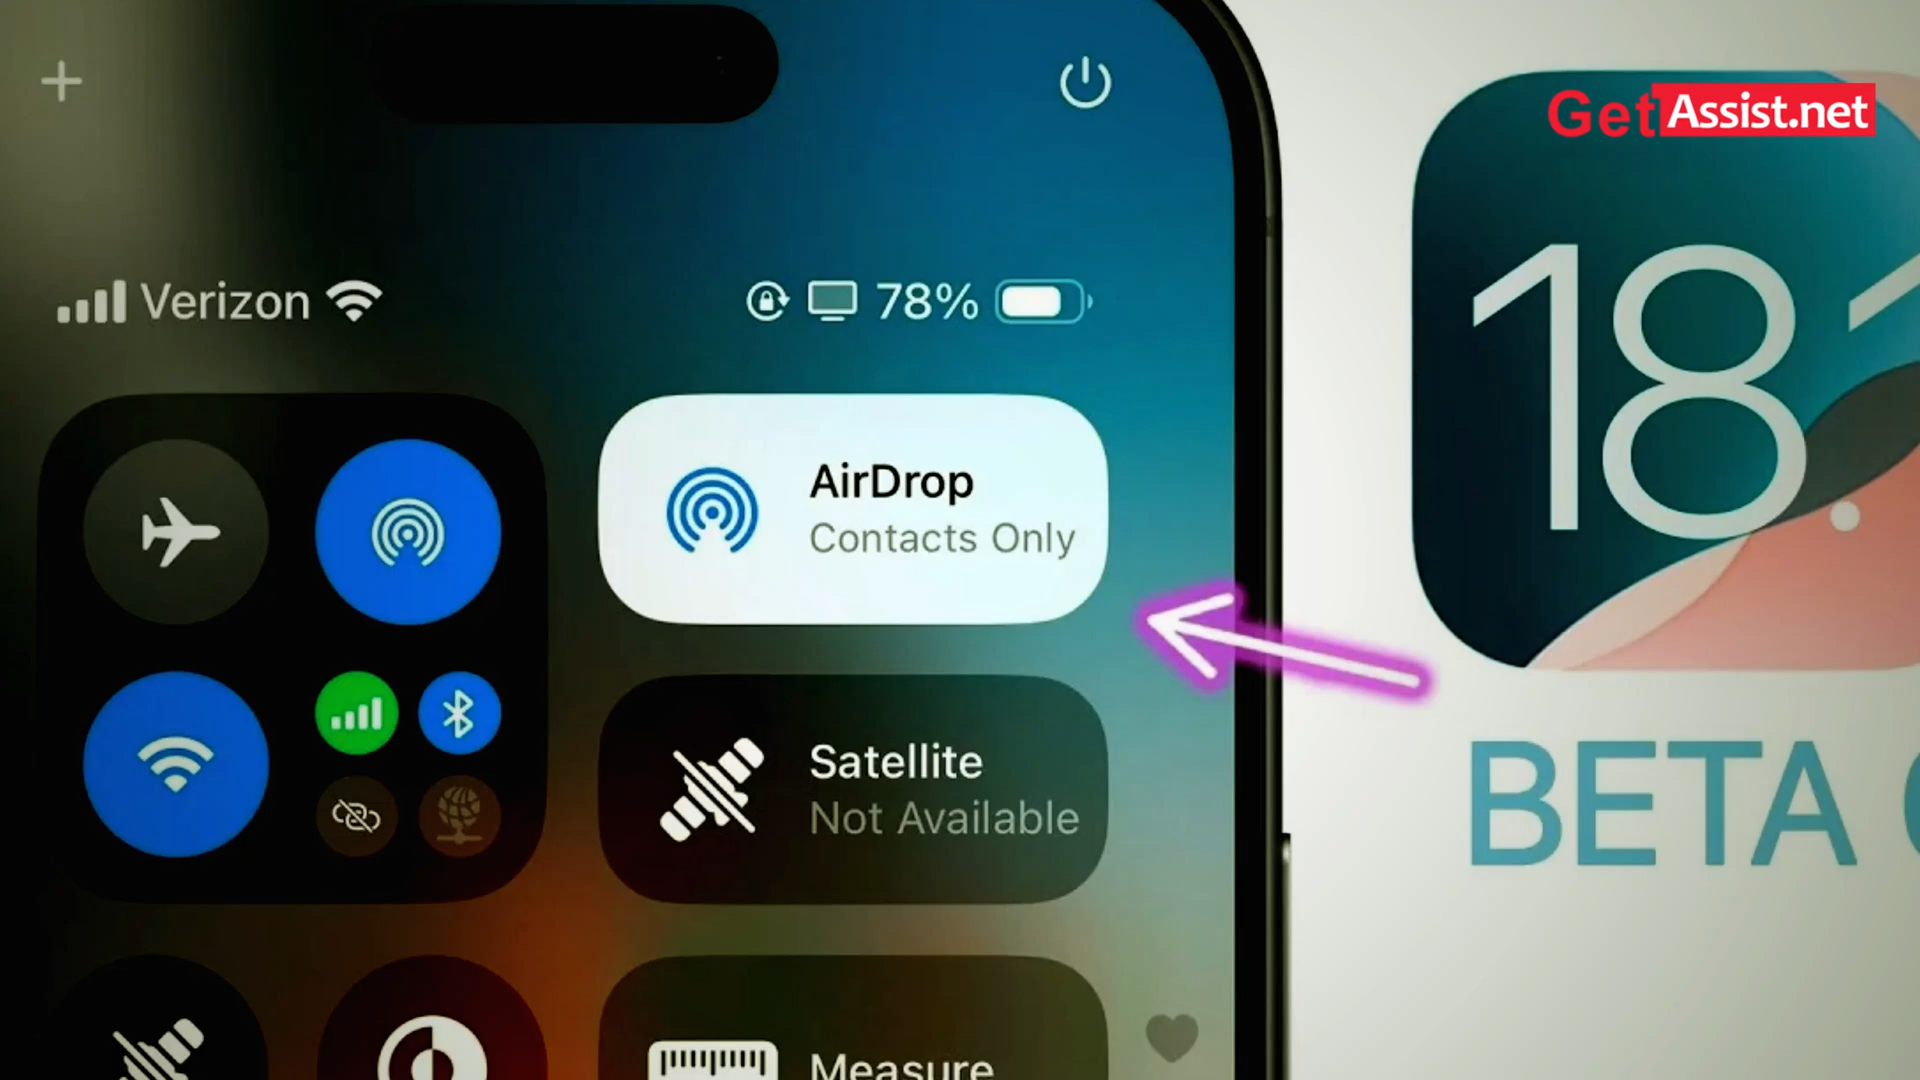 GetAssist.net
Verizon
78%
AirDrop
Contacts Only
Satellite
Not Available
Measure
18.
BETA